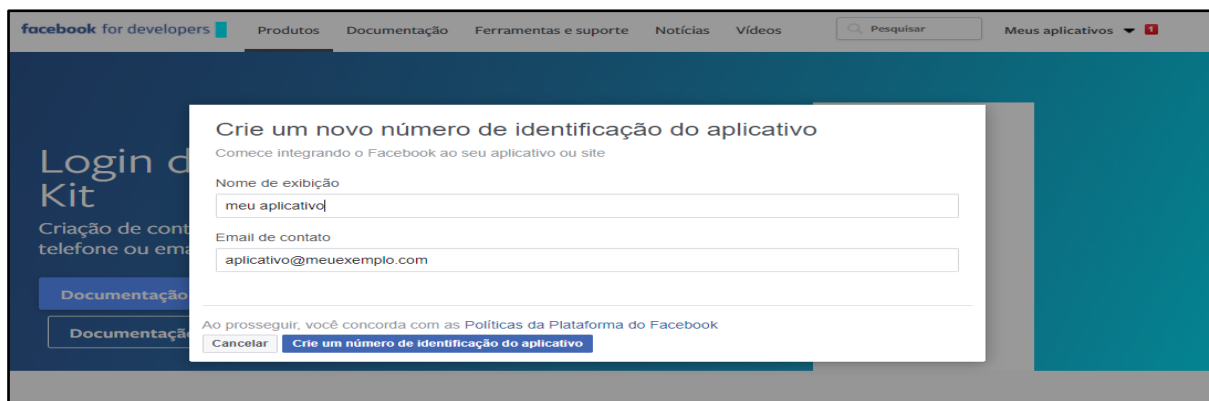 facebook for developers Produtos Documentação Ferramentas e suporte Notícias Vídeos Pesquisar Meus aplicativos 1
Crie um novo número de identificação do aplicativo
Comece integrando o Facebook ao seu aplicativo ou site
Nome de exibição
meu aplicativo
Email de contato
aplicativo@meuexemplo.com
Ao prosseguir, você concorda com as Políticas da Plataforma do Facebook
Cancelar Crie um número de identificação do aplicativo
Login d
Kit
Criação de cont
telefone ou ema
Documentação
Documentaçã